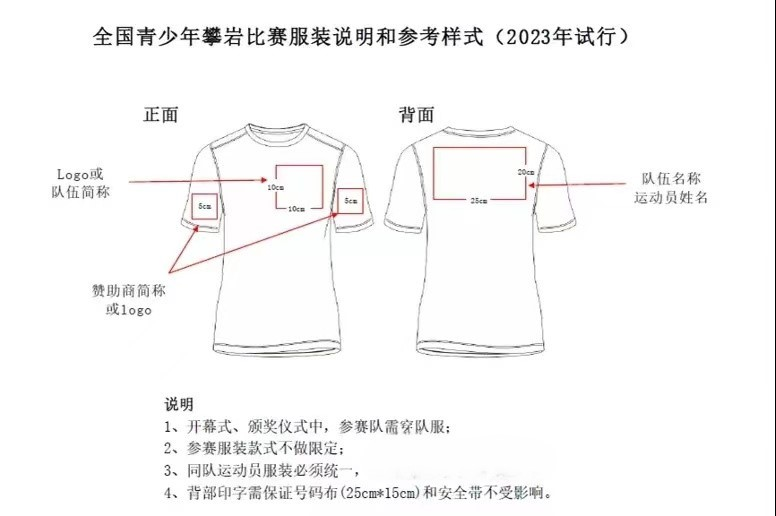 全国青少年攀岩比赛服装说明和参考样式（2023年试行）
正面
背面
Logo或
队伍简称
10cm
10cm
5cm
5cm
20cm
25cm
队伍名称
运动员姓名
赞助商简称
或logo
说明
1、开幕式、颁奖仪式中，参赛队需穿队服；
2、参赛服装款式不做限定；
3、同队运动员服装必须统一，
4、背部印字需保证号码布(25cm*15cm)和安全带不受影响。